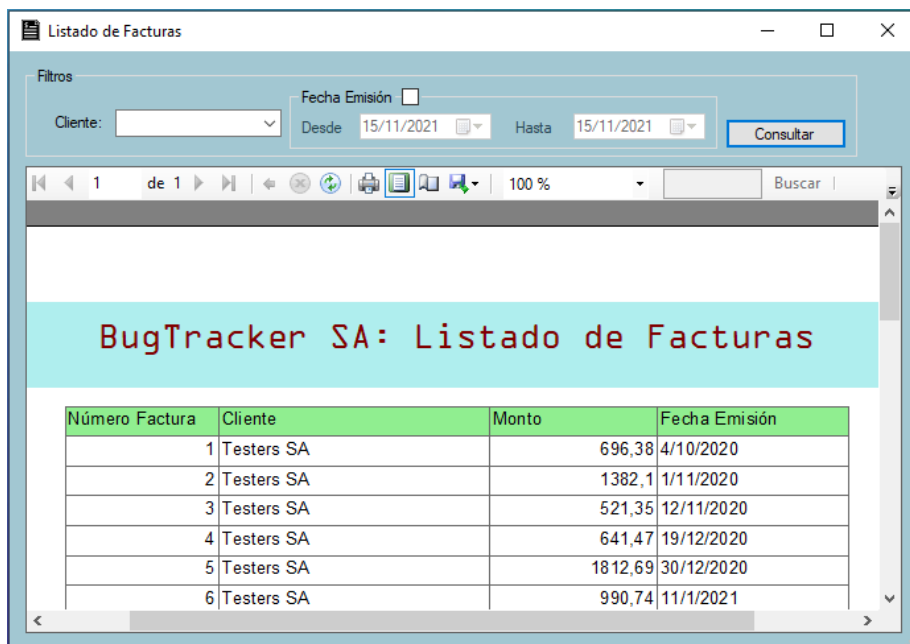 Listado de Facturas
Filtros
Fecha Emisión
Cliente:
Desde 15/11/2021 Hasta 15/11/2021 Consultar
1 de 1 100 % Buscar
BugTracker SA: Listado de Facturas
Número Factura Cliente Monto Fecha Emisión
1 Testers SA 696,38 4/10/2020
2 Testers SA 1382,1 1/11/2020
3 Testers SA 521,35 12/11/2020
4 Testers SA 641,47 19/12/2020
5 Testers SA 1812,69 30/12/2020
6 Testers SA 990,74 11/1/2021